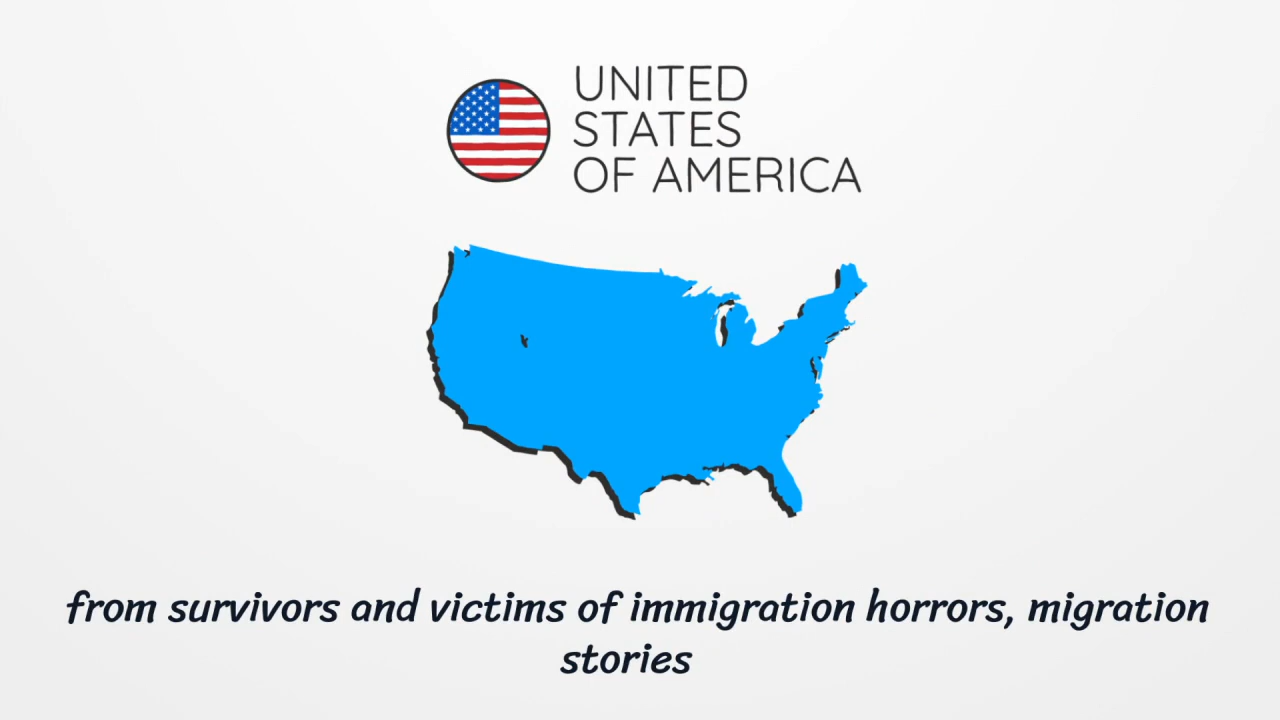 UNITED
STATES
OF AMERICA
from survivors and victims of immigration horrors, migration
stories